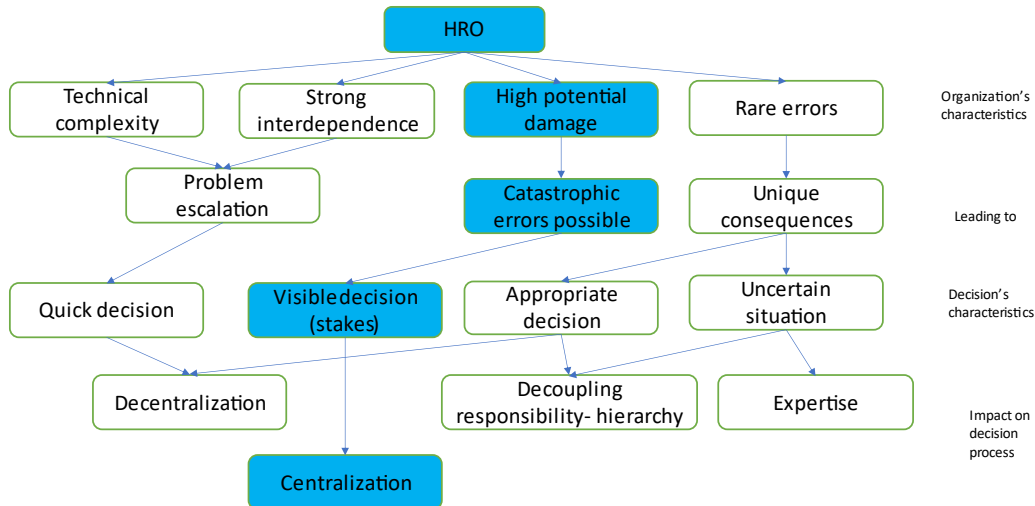 HRO
Technical
complexity
Strong
interdependence
High potential
damage
Rare errors
Organization's
characteristics
Problem
escalation
Catastrophic
errors possible
Unique
consequences
Leading to
Quick decision
Visible decision
(stakes)
Appropriate
decision
Uncertain
situation
Decision's
characteristics
Decentralization
Decoupling
responsibility- hierarchy
Expertise
Impact on
decision
process
Centralization